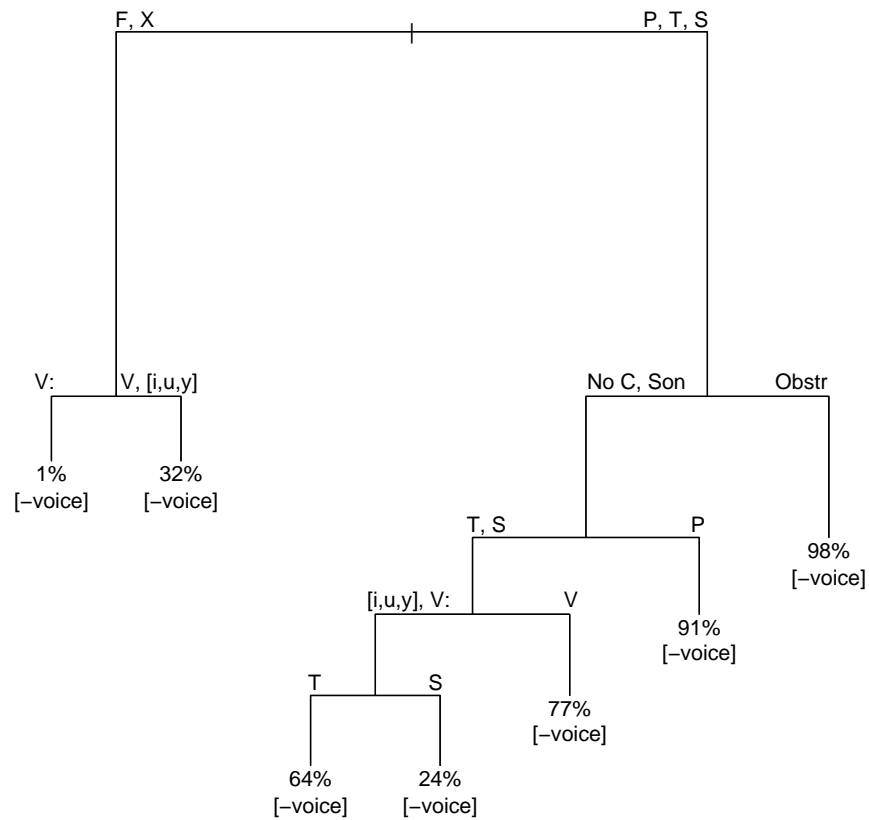 F, X
P, T, S
V:
V, [i,u,y]
No C, Son
Obstr
1%
[−voice]
32%
[−voice]
T, S
P
98%
[−voice]
[i,u,y], V:
V
91%
[−voice]
T
S
77%
[−voice]
64%
[−voice]
24%
[−voice]